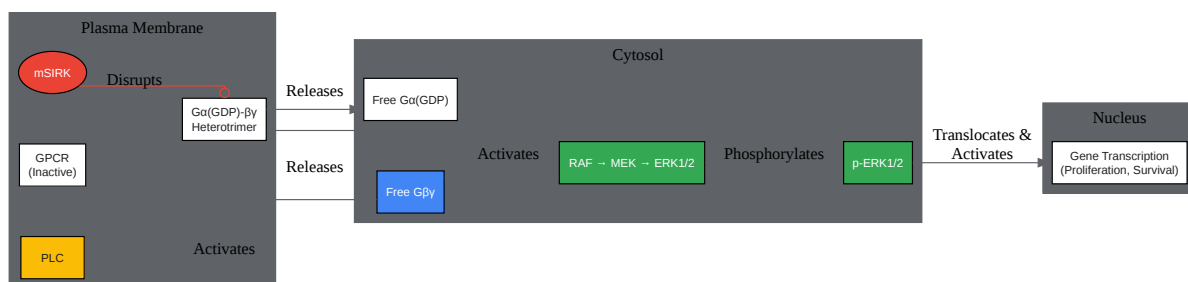 Plasma Membrane
mSIRK
Disrupts
Gα(GDP)-βγ
Heterotrimer
GPCR
(Inactive)
PLC
Activates
Releases
Releases
Cytosol
Free Gα(GDP)
Free Gβγ
Activates
RAF → MEK → ERK1/2
Phosphorylates
p-ERK1/2
Translocates &
Activates
Nucleus
Gene Transcription
(Proliferation, Survival)